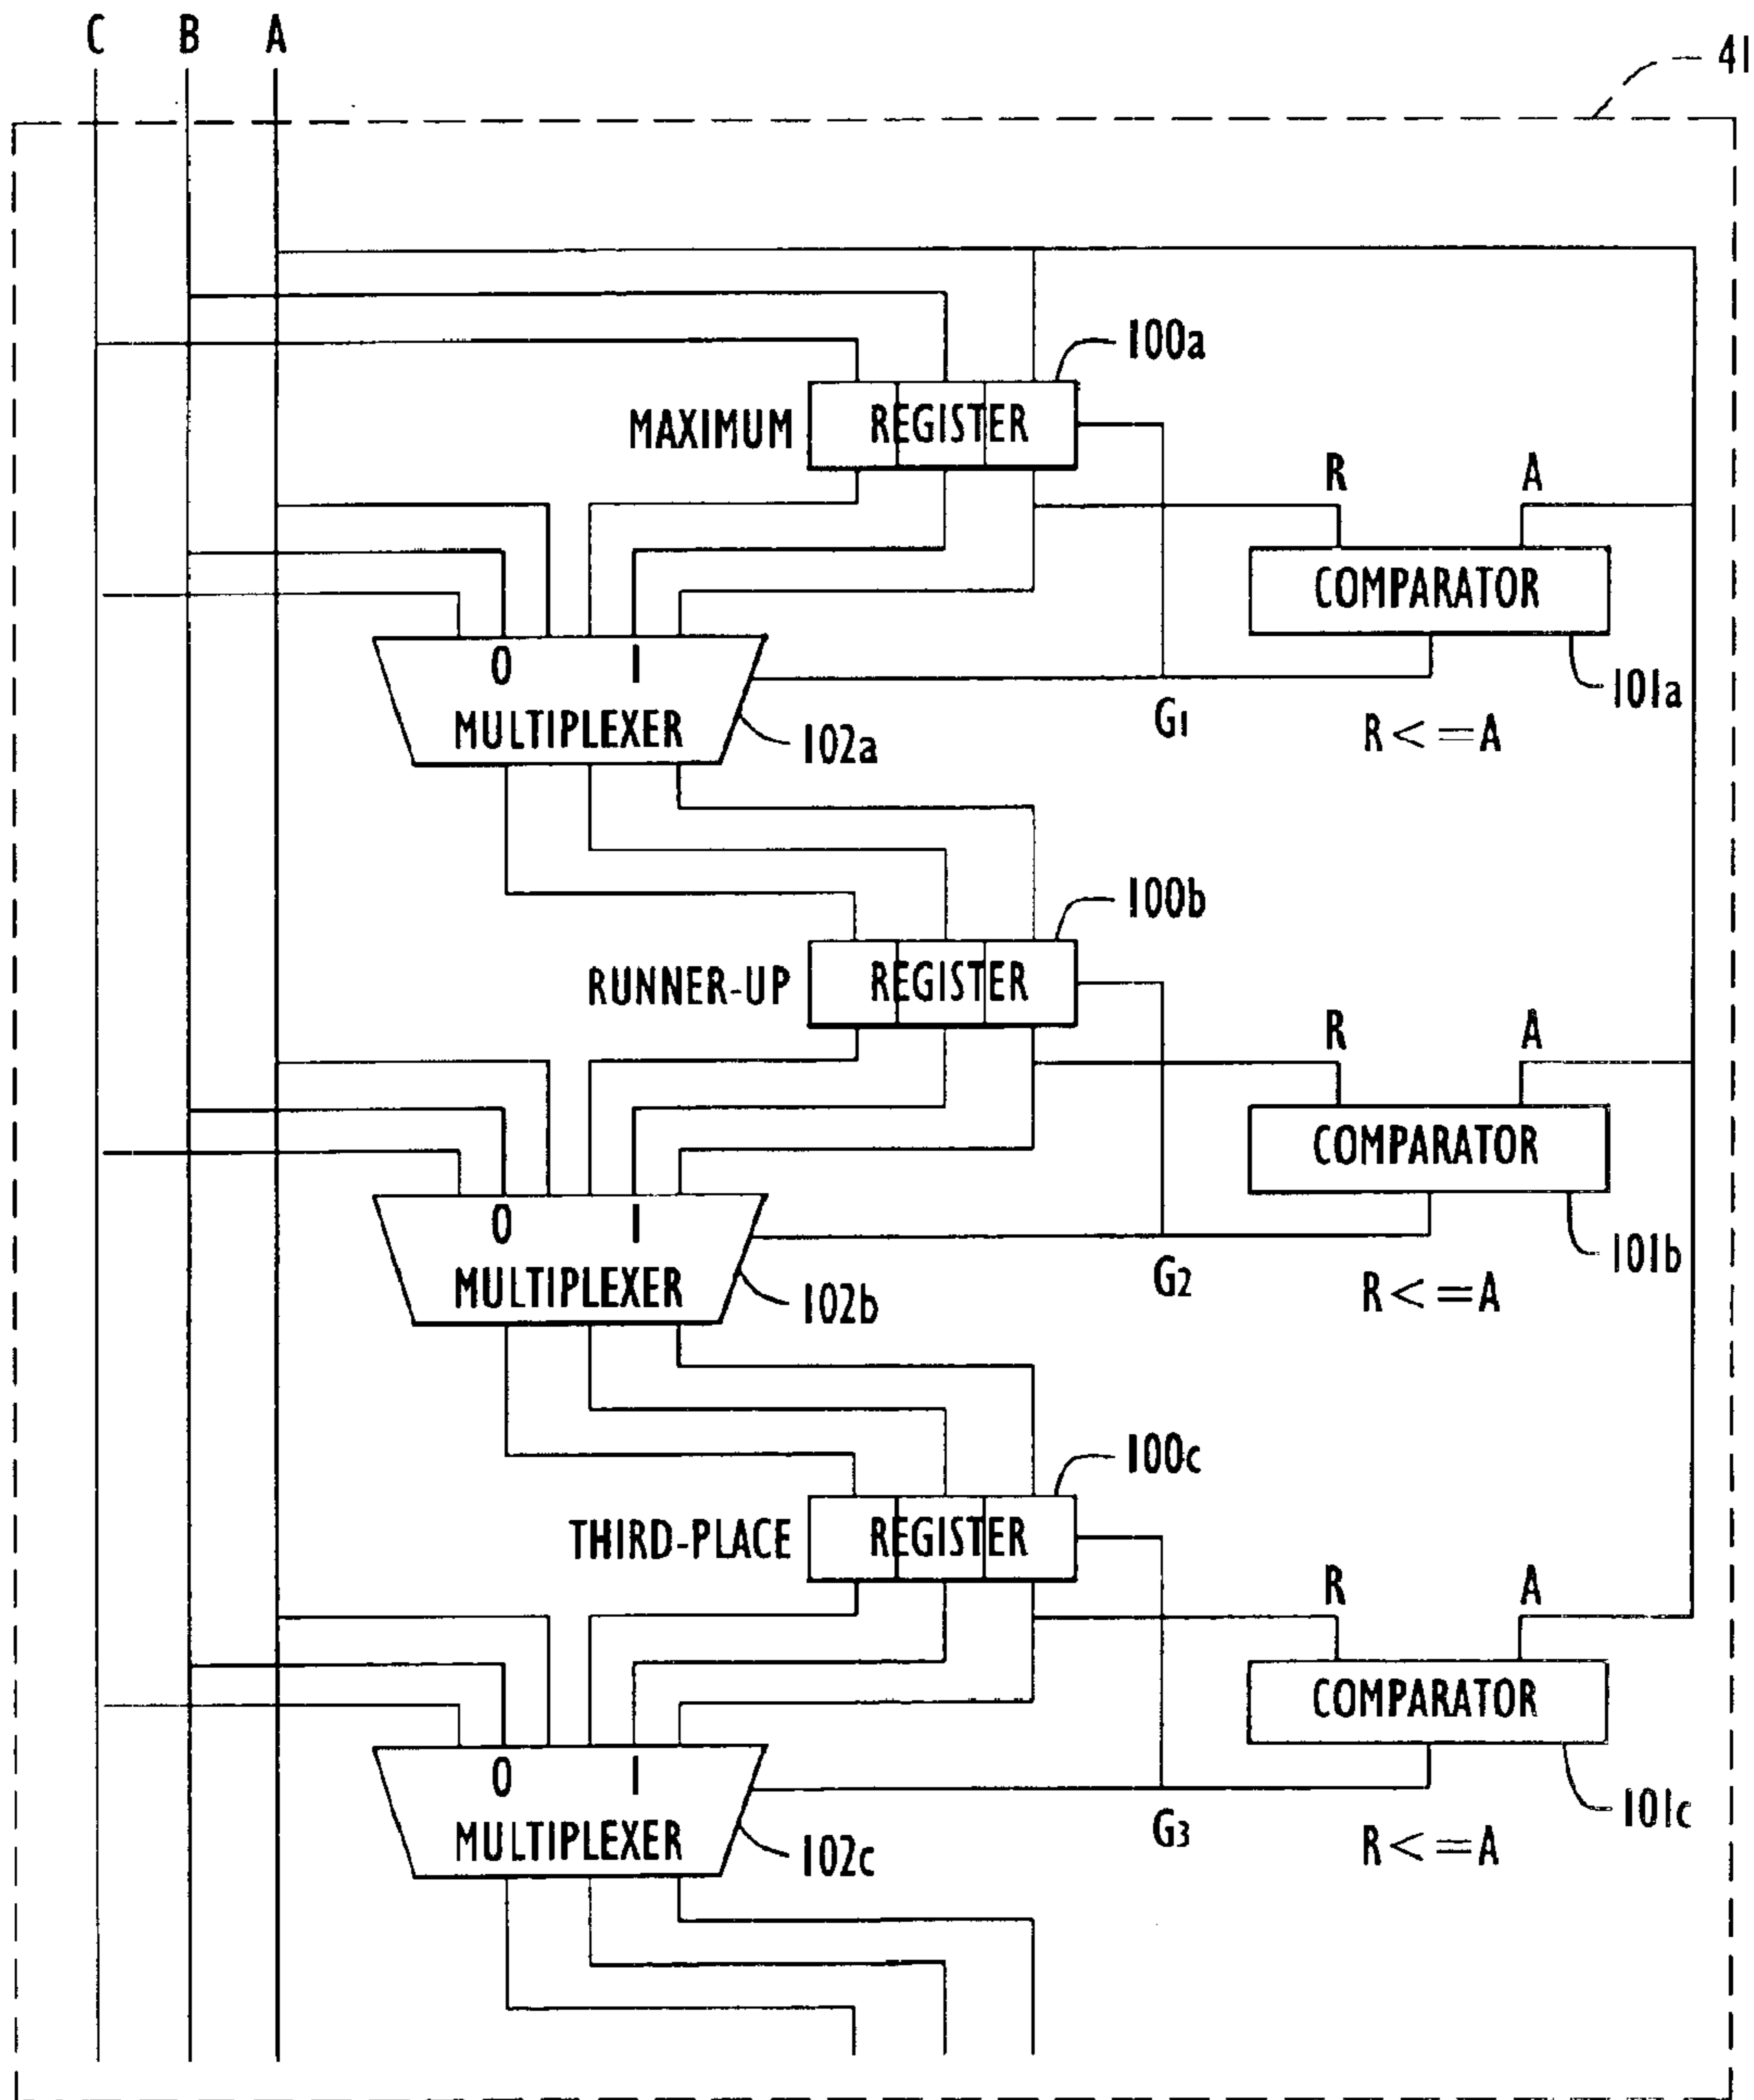 C B A
41
100a
MAXIMUM REGISTER
R A
COMPARATOR
101a
0 1
MULTIPLEXER
102a
G1
R<=A
100b
RUNNER-UP REGISTER
R A
COMPARATOR
101b
0 1
MULTIPLEXER
102b
G2
R<=A
100c
THIRD-PLACE REGISTER
R A
COMPARATOR
101c
0 1
MULTIPLEXER
102c
G3
R<=A